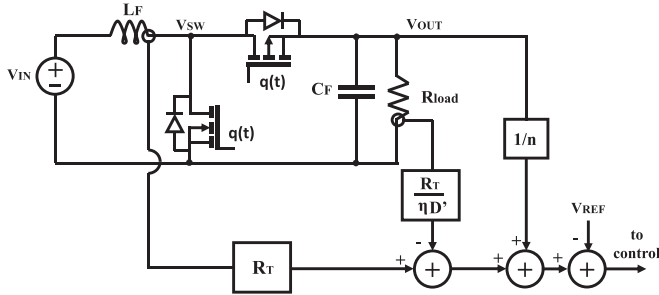 LF
VSW
VOUT
VIN
+
-
q(t)
q(t)
CF
Rload
1/n
RT
ηD'
VREF
-
+
-
to
control
RT
+
+
+
+
+
+